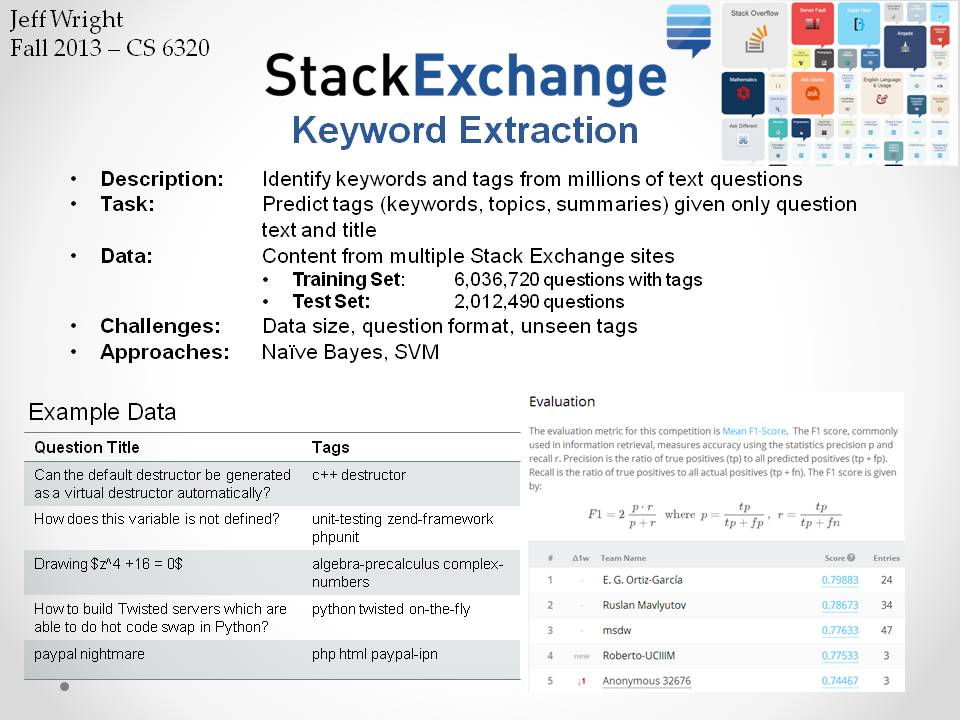 Jeff Wright
Fall 2013 – CS 6320
StackExchange
Keyword Extraction
Stack Overflow
Server Fault
Super User
Arqade
Mathematics
Ask Ubuntu
ask
English Language
& Usage
Ask Different
• Description: Identify keywords and tags from millions of text questions
• Task: Predict tags (keywords, topics, summaries) given only question
text and title
• Data: Content from multiple Stack Exchange sites
• Training Set: 6,036,720 questions with tags
• Test Set: 2,012,490 questions
• Challenges: Data size, question format, unseen tags
• Approaches: Naïve Bayes, SVM
Example Data
Question Title Tags
Can the default destructor be generated c++ destructor
as a virtual destructor automatically?
How does this variable is not defined? unit-testing zend-framework
phpunit
Drawing $z^4 +16 = 0$ algebra-precalculus complex-
numbers
How to build Twisted servers which are python twisted on-the-fly
able to do hot code swap in Python?
paypal nightmare php html paypal-ipn
Evaluation
The evaluation metric for this competition is Mean F1-Score. The F1 score, commonly
used in information retrieval, measures accuracy using the statistics precision p and
recall r. Precision is the ratio of true positives (tp) to all predicted positives (tp + fp).
Recall is the ratio of true positives to all actual positives (tp + fn). The F1 score is given
by:
F1 = 2 p · r / p + r where p = tp / tp + fp, r = tp / tp + fn
# Δ1w Team Name Score Entries
1 - E. G. Ortiz-García 0.79883 24
2 - Ruslan Mavlyutov 0.78673 34
3 - msdw 0.77633 47
4 new Roberto-UCIIIM 0.77533 3
5 ↓1 Anonymous 32676 0.74467 3